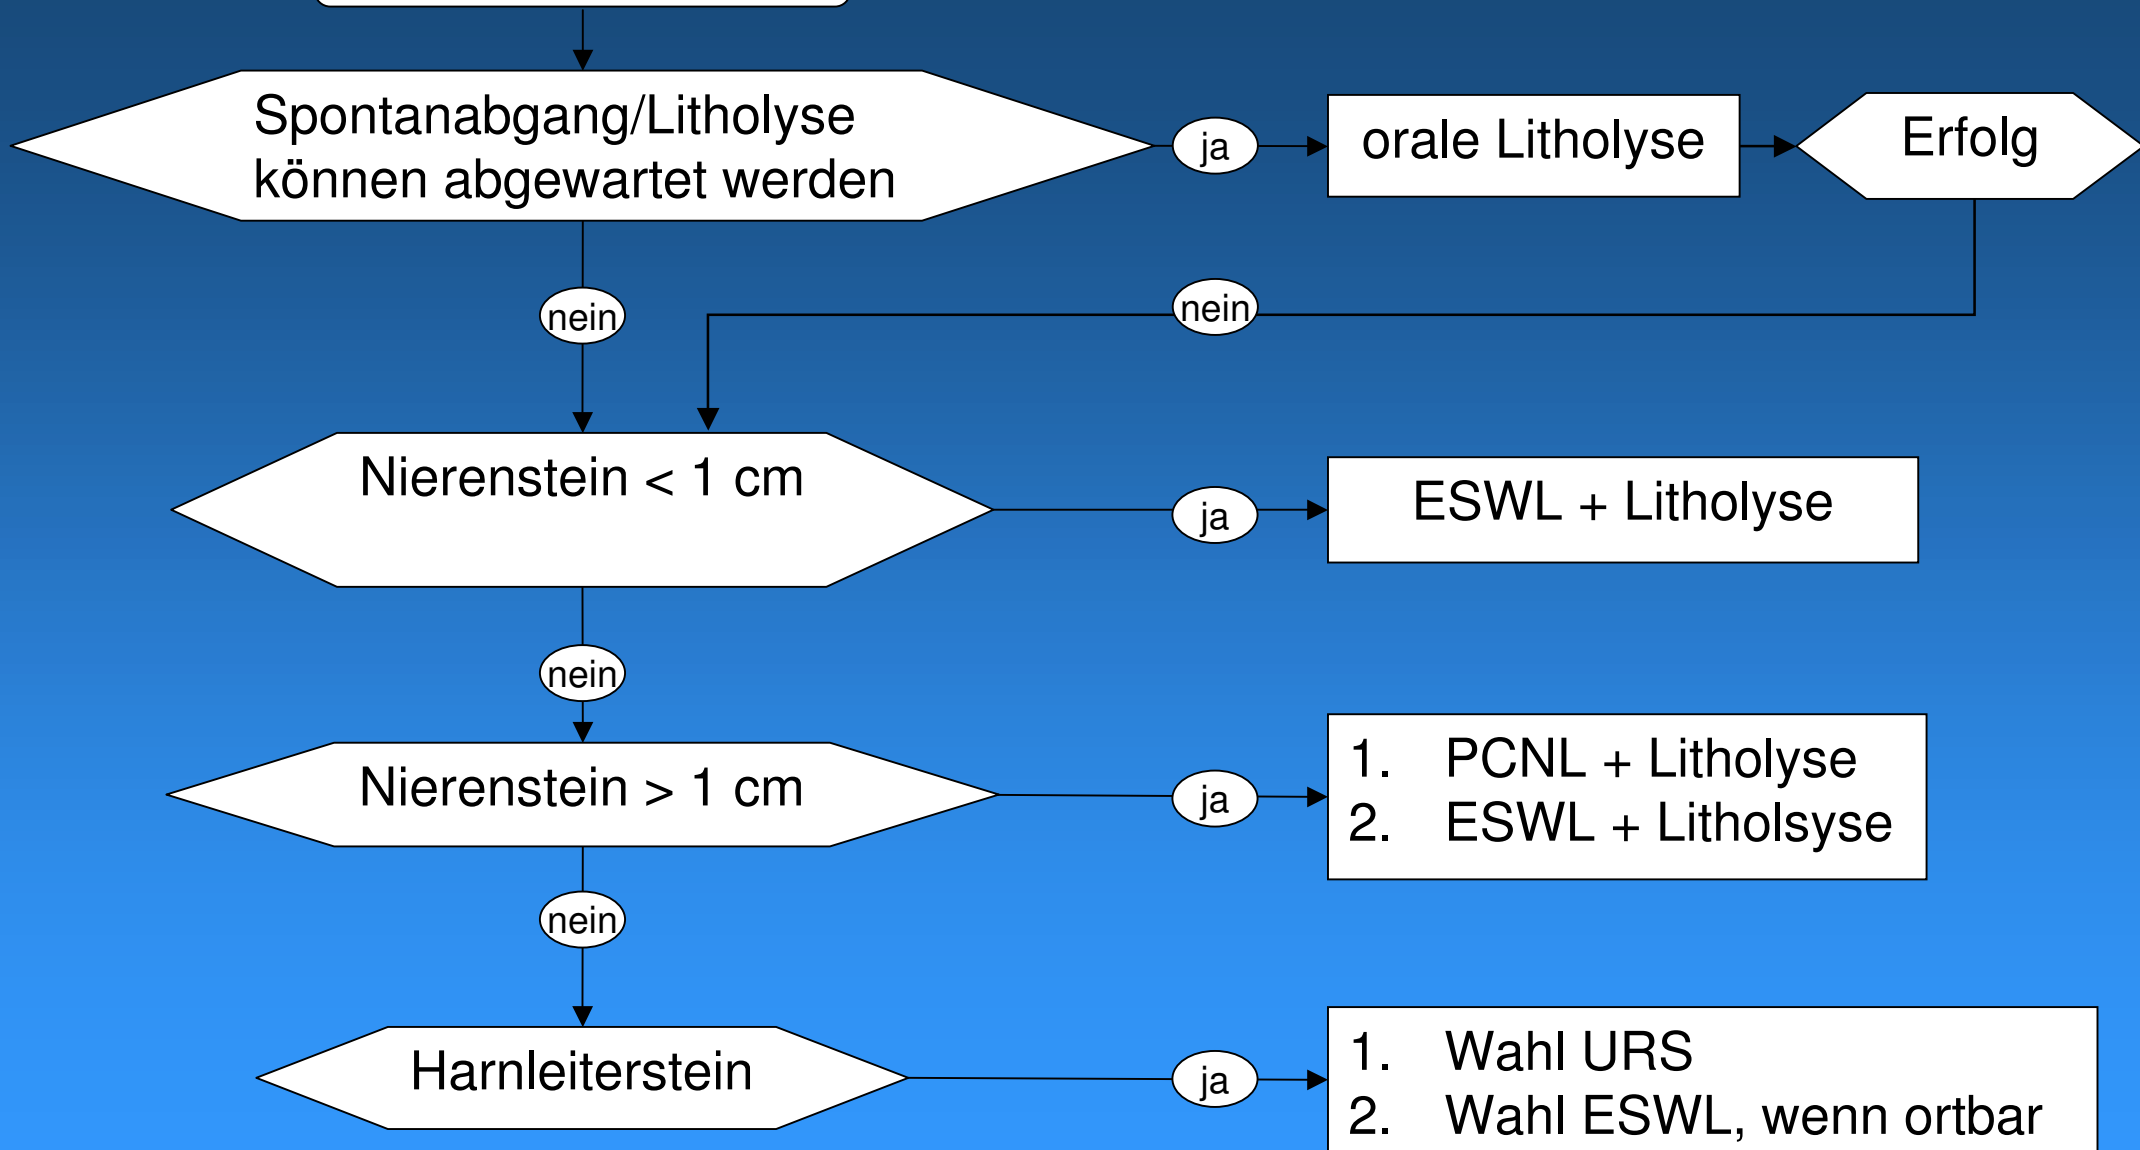 Spontanabgang/Litholyse
können abgewartet werden
ja
orale Litholyse
Erfolg
nein
nein
Nierenstein < 1 cm
ja
ESWL + Litholyse
nein
Nierenstein > 1 cm
ja
1. PCNL + Litholyse
2. ESWL + Litholsyse
nein
Harnleiterstein
ja
1. Wahl URS
2. Wahl ESWL, wenn ortbar